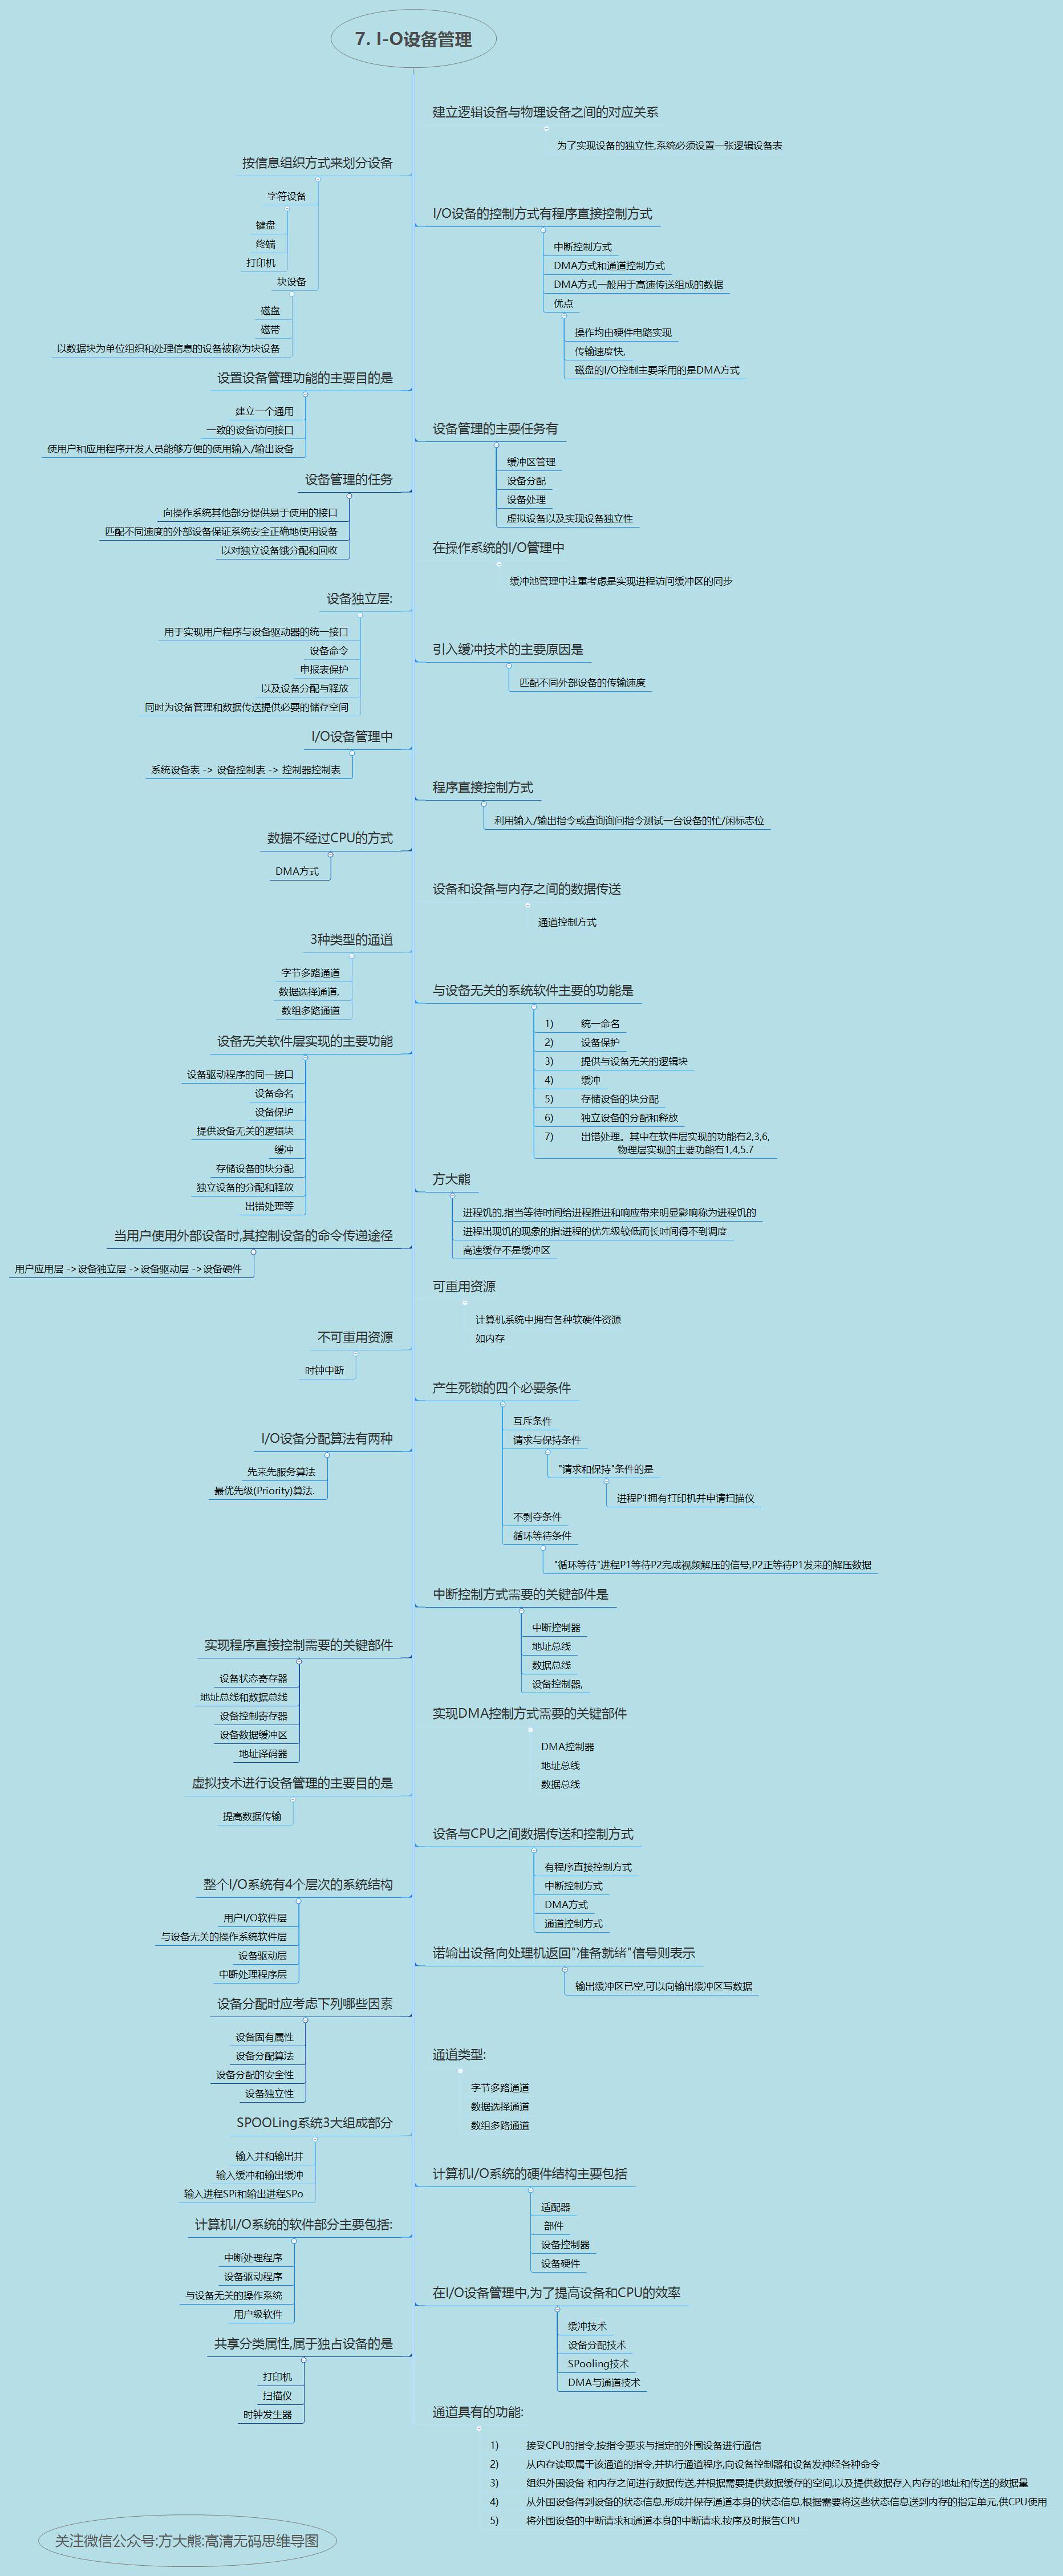 7. I-O设备管理
建立逻辑设备与物理设备之间的对应关系
为了实现设备的独立性,系统必须设置一张逻辑设备表
按信息组织方式来划分设备
字符设备
键盘
终端
打印机
块设备
磁盘
磁带
以数据块为单位组织和处理信息的设备被称为块设备
I/O设备的控制方式有程序直接控制方式
中断控制方式
DMA方式和通道控制方式
DMA方式一般用于高速传送组成的数据
优点
操作均由硬件电路实现
传输速度快,
磁盘的I/O控制主要采用的是DMA方式
设置设备管理功能的主要目的是
建立一个通用
一致的设备访问接口
使用户和应用程序开发人员能够方便的使用输入/输出设备
设备管理的主要任务有
缓冲区管理
设备分配
设备处理
虚拟设备以及实现设备独立性
设备管理的任务
向操作系统其他部分提供易于使用的接口
匹配不同速度的外部设备保证系统安全正确地使用设备
以对独立设备饿分配和回收
在操作系统的I/O管理中
缓冲池管理中注重考虑是实现进程访问缓冲区的同步
设备独立层:
用于实现用户程序与设备驱动器的统一接口
设备命令
申报表保护
以及设备分配与释放
同时为设备管理和数据传送提供必要的储存空间
引入缓冲技术的主要原因是
匹配不同外部设备的传输速度
I/O设备管理中
系统设备表 -> 设备控制表 -> 控制器控制表
程序直接控制方式
利用输入/输出指令或查询询问指令测试一台设备的忙/闲标志位
数据不经过CPU的方式
DMA方式
设备和设备与内存之间的数据传送
通道控制方式
3种类型的通道
字节多路通道
数据选择通道,
数组多路通道
与设备无关的系统软件主要的功能是
1) 统一命名
2) 设备保护
3) 提供与设备无关的逻辑块
4) 缓冲
5) 存储设备的块分配
6) 独立设备的分配和释放
7) 出错处理。其中在软件层实现的功能有2,3,6,
物理层实现的主要功能有1,4,5.7
设备无关软件层实现的主要功能
设备驱动程序的同一接口
设备命名
设备保护
提供设备无关的逻辑块
缓冲
存储设备的块分配
独立设备的分配和释放
出错处理等
方大熊
进程饥的,指当等待时间给进程推进和响应带来明显影响称为进程饥的
进程出现饥的现象的指:进程的优先级较低而长时间得不到调度
高速缓存不是缓冲区
当用户使用外部设备时,其控制设备的命令传递途径
用户应用层 ->设备独立层 ->设备驱动层 ->设备硬件
可重用资源
计算机系统中拥有各种软硬件资源
如内存
不可重用资源
时钟中断
产生死锁的四个必要条件
互斥条件
请求与保持条件
"请求和保持"条件的是
进程P1拥有打印机并申请扫描仪
不剥夺条件
循环等待条件
"循环等待"进程P1等待P2完成视频解压的信号,P2正等待P1发来的解压数据
I/O设备分配算法有两种
先来先服务算法
最优先级(Priority)算法.
中断控制方式需要的关键部件是
中断控制器
地址总线
数据总线
设备控制器,
实现程序直接控制需要的关键部件
设备状态寄存器
地址总线和数据总线
设备控制寄存器
设备数据缓冲区
地址译码器
实现DMA控制方式需要的关键部件
DMA控制器
地址总线
数据总线
虚拟技术进行设备管理的主要目的是
提高数据传输
设备与CPU之间数据传送和控制方式
有程序直接控制方式
中断控制方式
DMA方式
通道控制方式
整个I/O系统有4个层次的系统结构
用户I/O软件层
与设备无关的操作系统软件层
设备驱动层
中断处理程序层
诺输出设备向处理机返回"准备就绪"信号则表示
输出缓冲区已空,可以向输出缓冲区写数据
设备分配时应考虑下列哪些因素
设备固有属性
设备分配算法
设备分配的安全性
设备独立性
通道类型:
字节多路通道
数据选择通道
数组多路通道
SPOOLing系统3大组成部分
输入井和输出井
输入缓冲和输出缓冲
输入进程SPi和输出进程SPo
计算机I/O系统的硬件结构主要包括
适配器
部件
设备控制器
设备硬件
计算机I/O系统的软件部分主要包括:
中断处理程序
设备驱动程序
与设备无关的操作系统
用户级软件
在I/O设备管理中,为了提高设备和CPU的效率
缓冲技术
设备分配技术
SPooling技术
DMA与通道技术
共享分类属性,属于独占设备的是
打印机
扫描仪
时钟发生器
通道具有的功能:
1) 接受CPU的指令,按指令要求与指定的外围设备进行通信
2) 从内存读取属于该通道的指令,并执行通道程序,向设备控制器和设备发神经各种命令
3) 组织外围设备 和内存之间进行数据传送,并根据需要提供数据缓存的空间,以及提供数据存入内存的地址和传送的数据量
4) 从外围设备得到设备的状态信息,形成并保存通道本身的状态信息,根据需要将这些状态信息送到内存的指定单元,供CPU使用
5) 将外围设备的中断请求和通道本身的中断请求,按序及时报告CPU
关注微信公众号:方大熊:高清无码思维导图